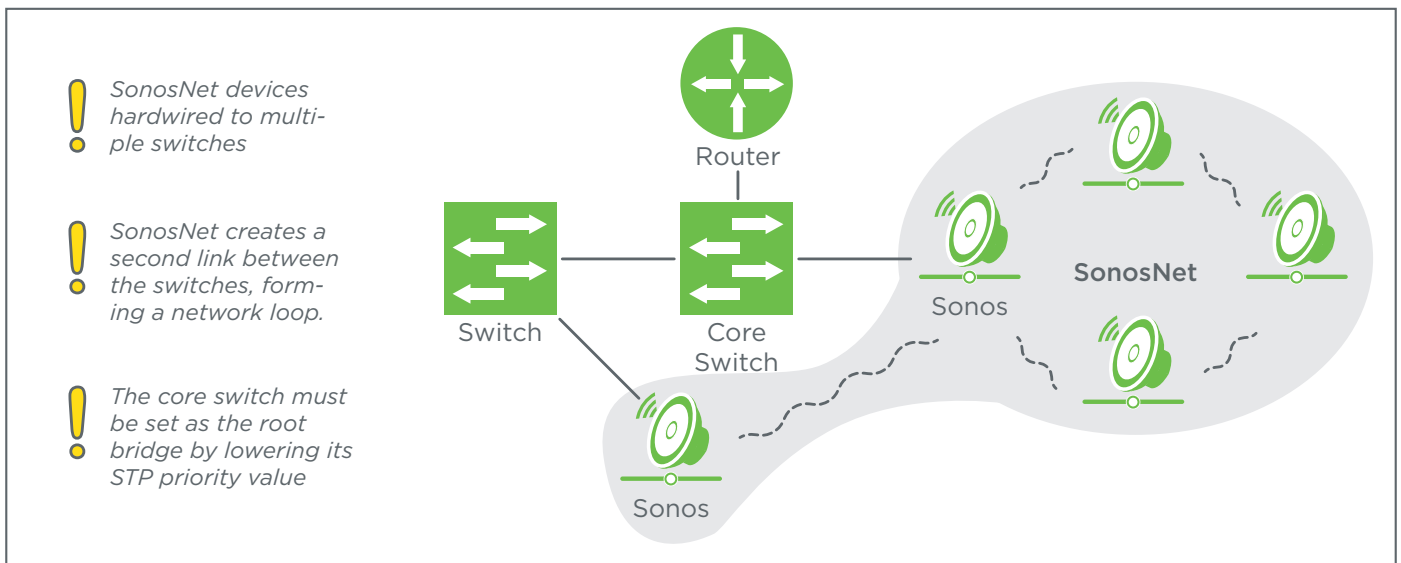 SonosNet devices
hardwired to multi-
ple switches
SonosNet creates a
second link between
the switches, form-
ing a network loop.
The core switch must
be set as the root
bridge by lowering its
STP priority value
Router
Switch
Core
Switch
Sonos
SonosNet
Sonos